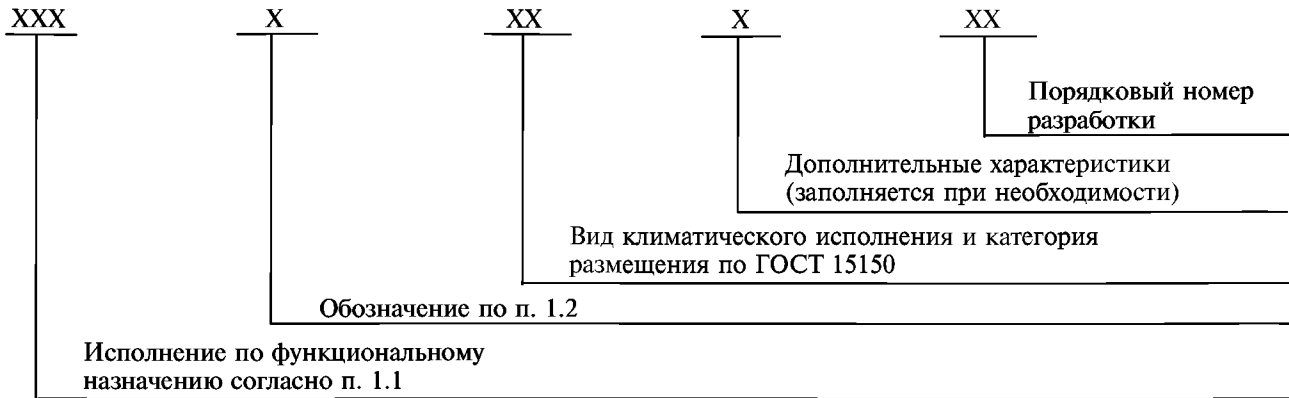 XXX X XX X XX
Порядковый номер
разработки
Дополнительные характеристики
(заполняется при необходимости)
Вид климатического исполнения и категория
размещения по ГОСТ 15150
Обозначение по п. 1.2
Исполнение по функциональному
назначению согласно п. 1.1